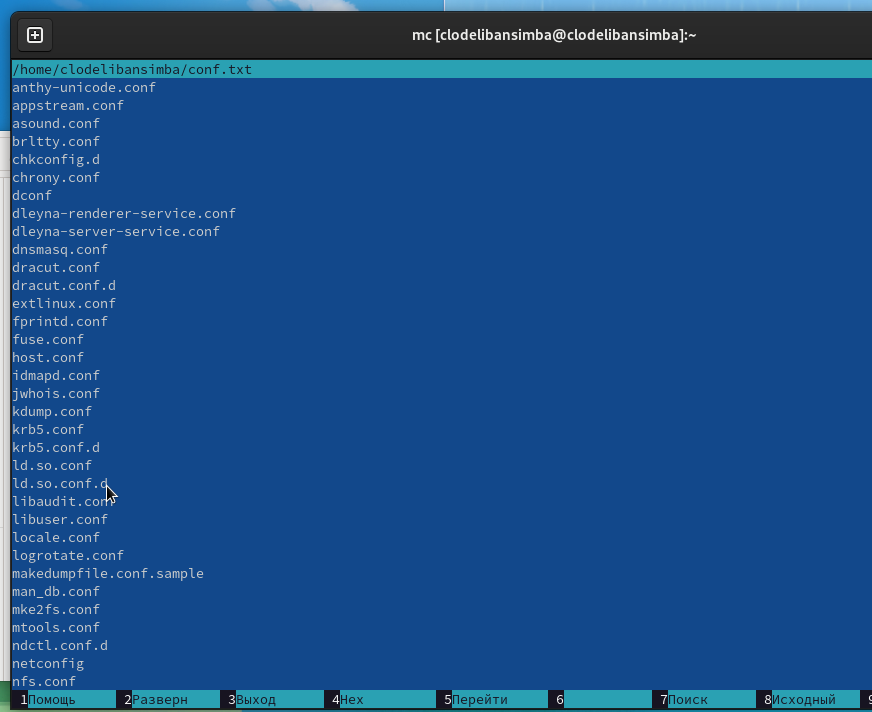 mc [clodelibansimba@clodelibansimba]:~
/home/clodelibansimba/conf.txt
anthy-unicode.conf
appstream.conf
asound.conf
brltty.conf
chkconfig.d
chrony.conf
dconf
dleyna-renderer-service.conf
dleyna-server-service.conf
dnsmasq.conf
dracut.conf
dracut.conf.d
extlinux.conf
fprintd.conf
fuse.conf
host.conf
idmapd.conf
jwhois.conf
kdump.conf
krb5.conf
krb5.conf.d
ld.so.conf
ld.so.conf.d
libaudit.conf
libuser.conf
locale.conf
logrotate.conf
makedumpfile.conf.sample
man_db.conf
mke2fs.conf
mtools.conf
ndctl.conf.d
netconfig
nfs.conf
1Помощь 2Разверн 3Выход 4Hex 5Перейти 6 7Поиск 8Исходный 9